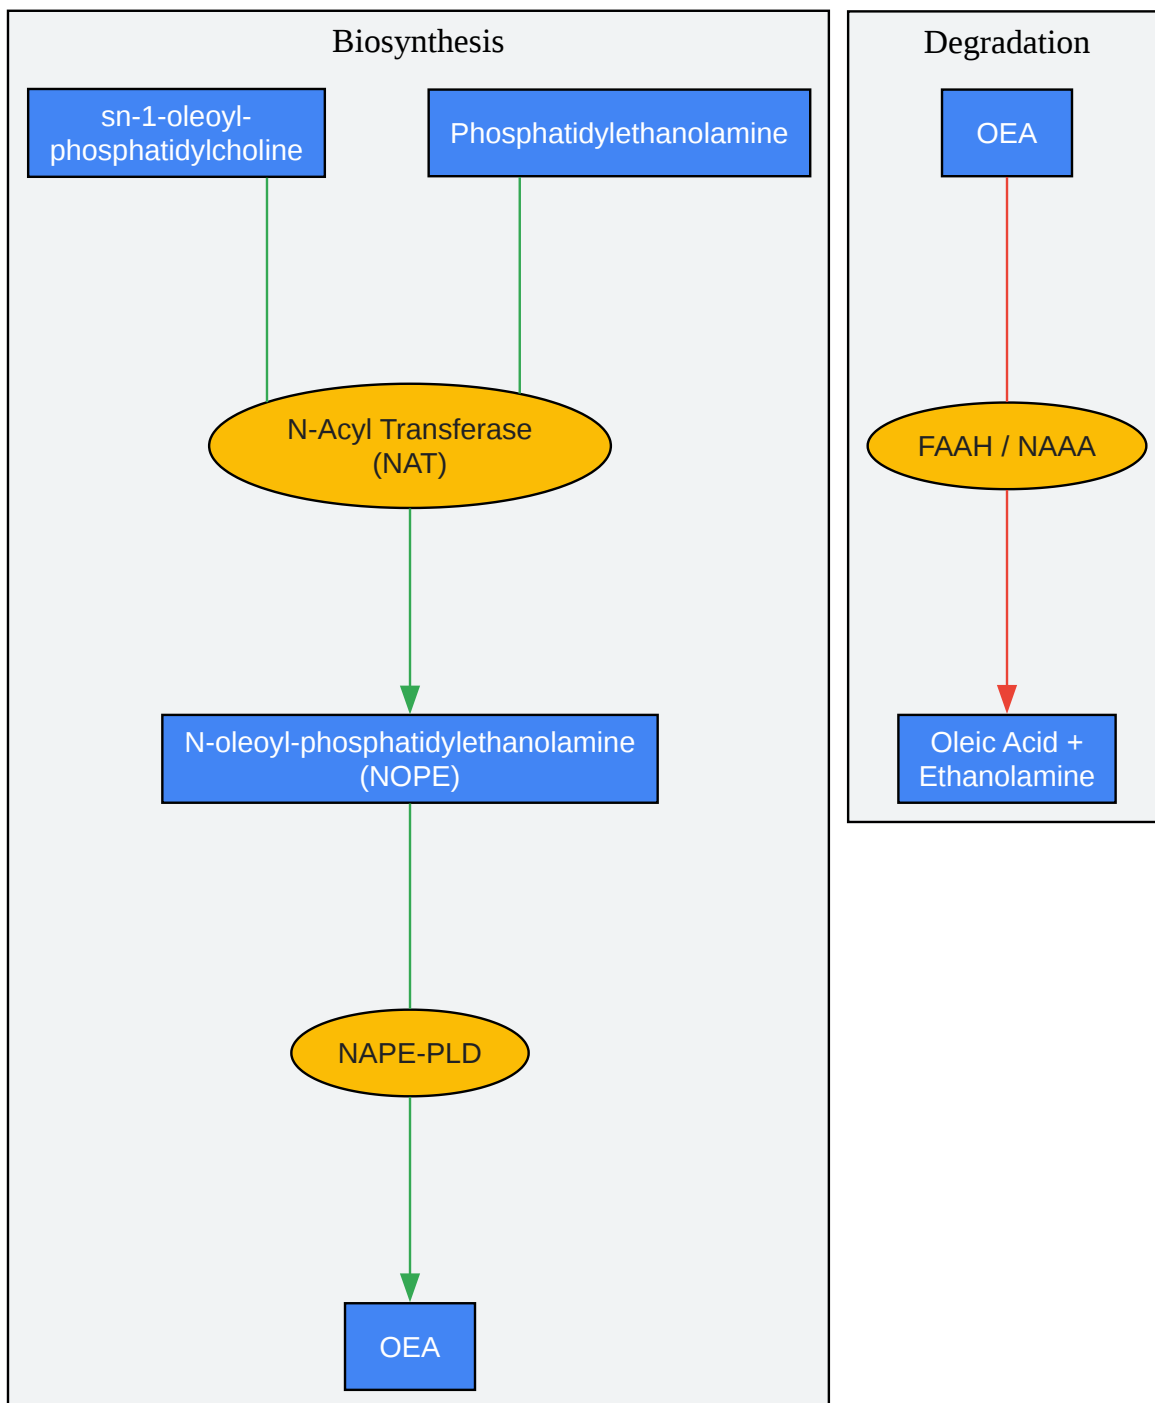 Biosynthesis
sn-1-oleoyl-
phosphatidylcholine
Phosphatidylethanolamine
N-Acyl Transferase
(NAT)
N-oleoyl-phosphatidylethanolamine
(NOPE)
NAPE-PLD
OEA
Degradation
OEA
FAAH / NAAA
Oleic Acid +
Ethanolamine